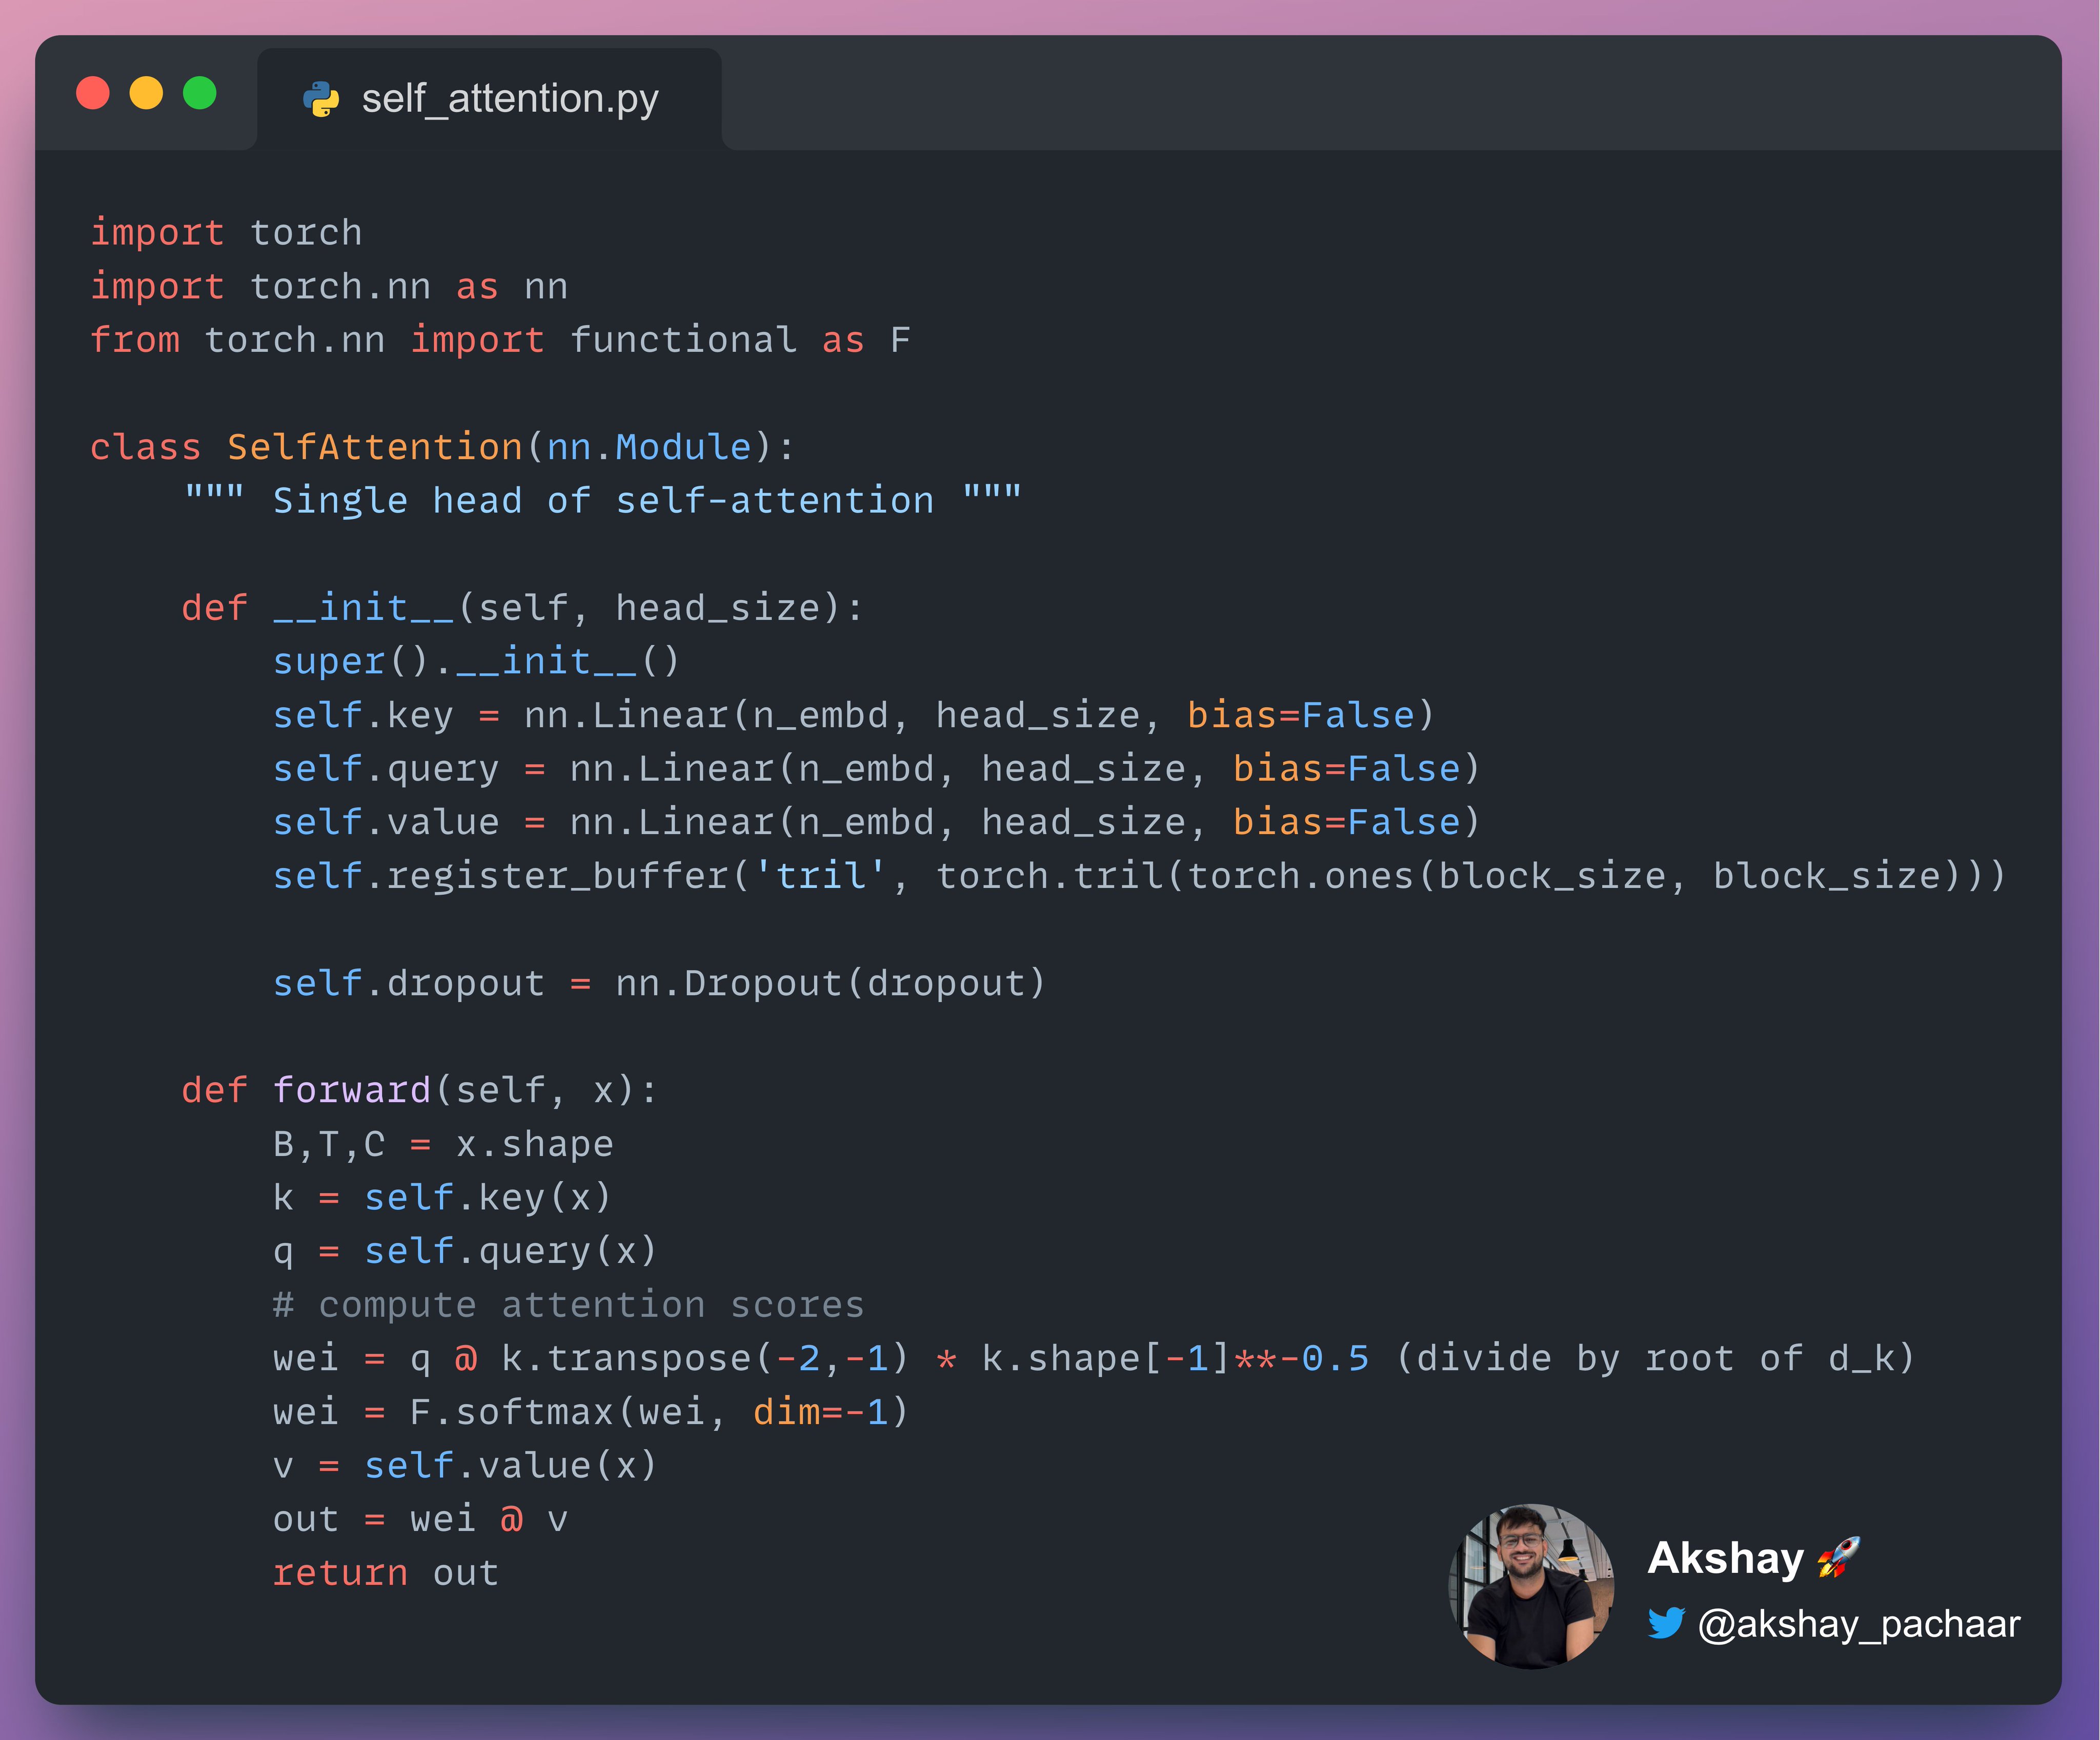 self_attention.py
import torch
import torch.nn as nn
from torch.nn import functional as F
class SelfAttention(nn.Module):
    """ Single head of self-attention """
    def __init__(self, head_size):
        super().__init__()
        self.key = nn.Linear(n_embd, head_size, bias=False)
        self.query = nn.Linear(n_embd, head_size, bias=False)
        self.value = nn.Linear(n_embd, head_size, bias=False)
        self.register_buffer('tril', torch.tril(torch.ones(block_size, block_size)))
        self.dropout = nn.Dropout(dropout)
    def forward(self, x):
        B,T,C = x.shape
        k = self.key(x)
        q = self.query(x)
        # compute attention scores
        wei = q @ k.transpose(-2,-1) * k.shape[-1]**-0.5 (divide by root of d_k)
        wei = F.softmax(wei, dim=-1)
        v = self.value(x)
        out = wei @ v
        return out
Akshay 🚀
@akshay_pachaar